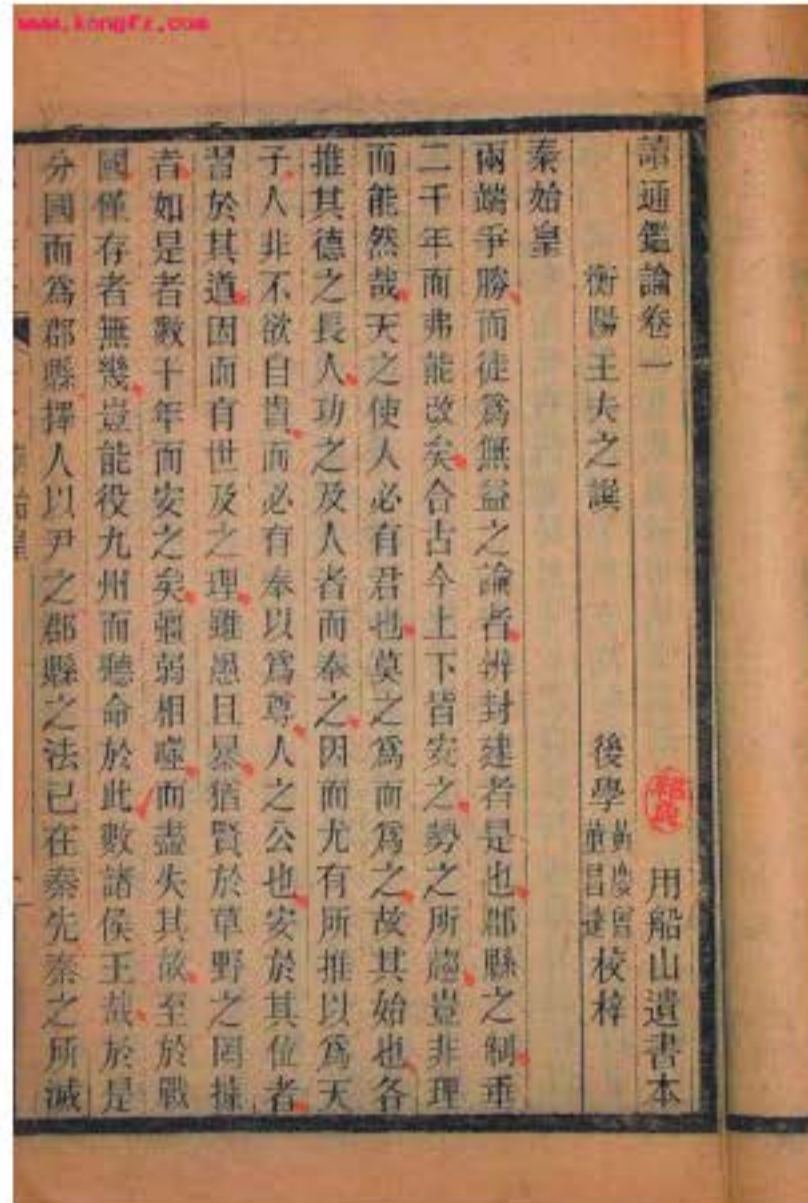 www.kongfz.com
讀通鑑論卷一
用船山遺書本
衡陽王夫之譔
後學黃慶曾董昌達校梓
秦始皇
兩端爭勝而徒爲無益之論者辨封建者是也郡縣之制垂
二千年而弗能改矣合古今上下皆安之勢之所趨豈非理
而能然哉天之使人必有君也莫之爲而爲之故其始也各
推其德之長人功之及人者而奉之因而尤有所推以爲天
子人非不欲自貴而必有奉以爲尊人之公也安於其位者
習於其道因而有世及之理雖愚且暴猶賢於草野之罔據
者如是者數千年而安之矣彊弱相噬而盡失其故至於戰
國僅存者無幾豈能役九州而聽命於此數諸侯王哉於是
分國而爲郡縣擇人以尹之郡縣之法已在秦先秦之所滅